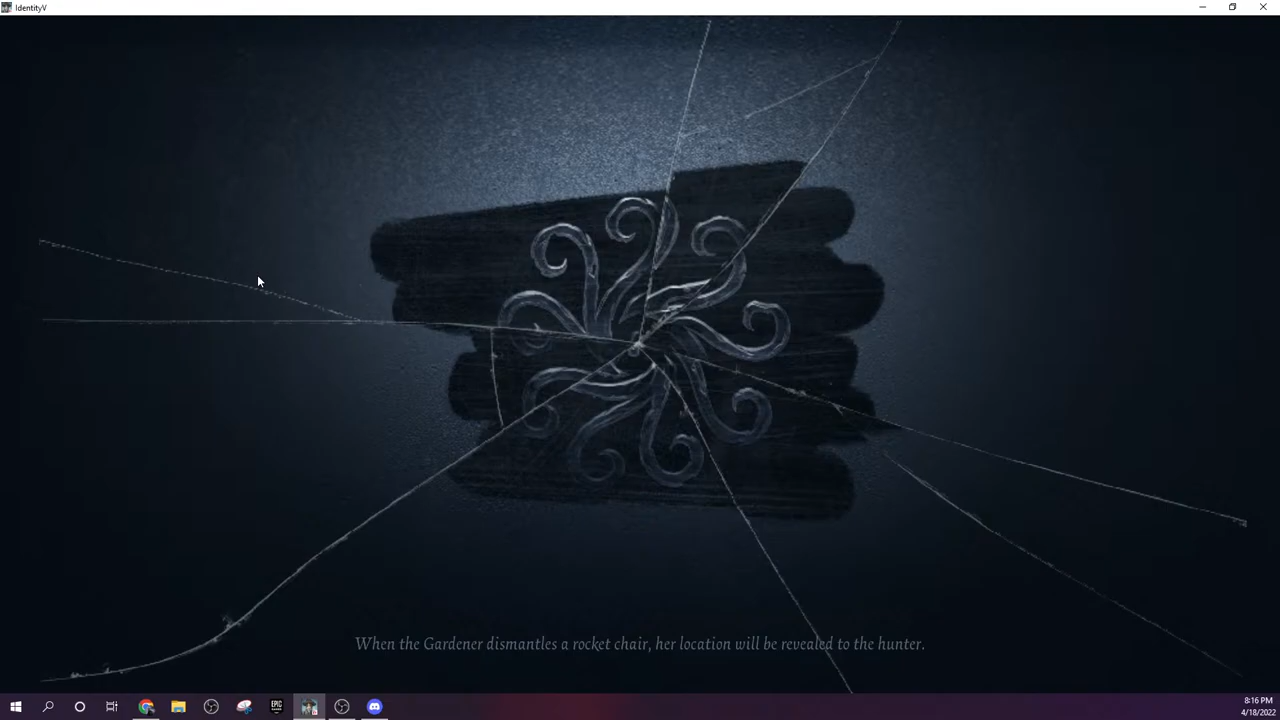 IdentityV
When the Gardener dismantles a rocket chair, her location will be revealed to the hunter.
EPIC
8:16 PM
4/18/2022